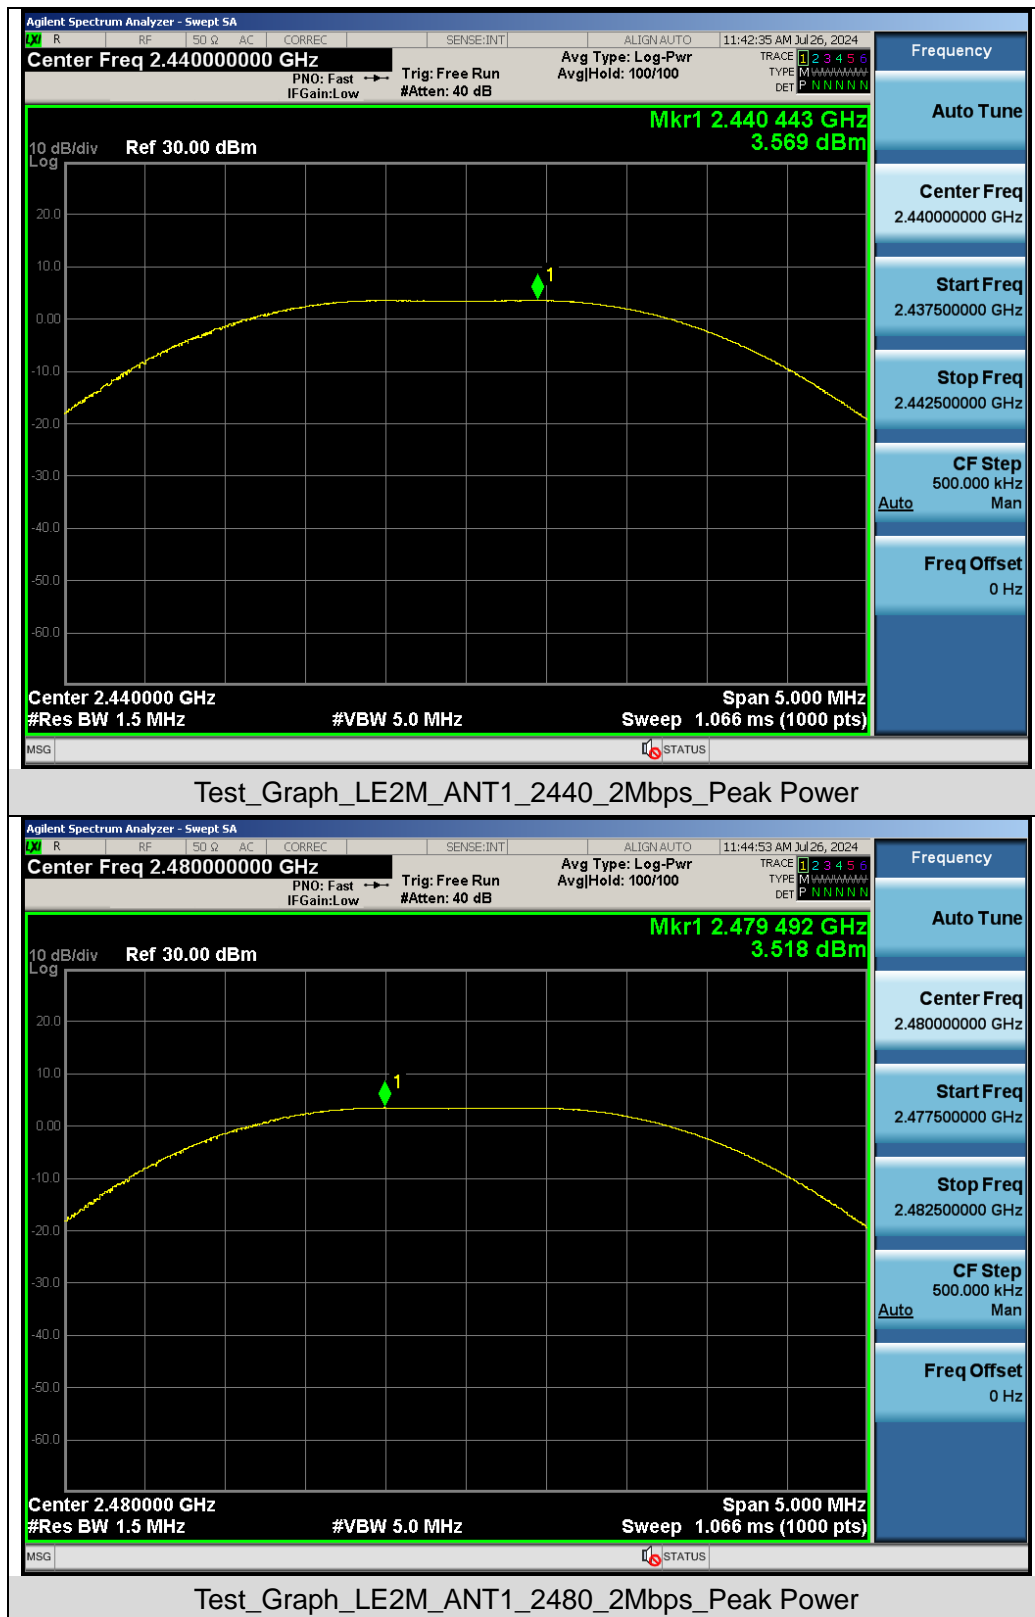 Agilent Spectrum Analyzer - Swept SA
LXI R RF 50 Ω AC CORREC SENSE:INT ALIGN AUTO 11:42:35 AM Jul 26, 2024
Center Freq 2.440000000 GHz
PNO: Fast
IFGain:Low
Trig: Free Run
#Atten: 40 dB
Avg Type: Log-Pwr
Avg|Hold: 100/100
TRACE 1 2 3 4 5 6
TYPE M WWWWW
DET P N N N N N
Mkr1 2.440 443 GHz
3.569 dBm
10 dB/div
Log
Ref 30.00 dBm
20.0
10.0
0.00
-10.0
-20.0
-30.0
-40.0
-50.0
-60.0
1
Center 2.440000 GHz
#Res BW 1.5 MHz
#VBW 5.0 MHz
Span 5.000 MHz
Sweep 1.066 ms (1000 pts)
MSG
STATUS
Frequency
Auto Tune
Center Freq
2.440000000 GHz
Start Freq
2.437500000 GHz
Stop Freq
2.442500000 GHz
CF Step
500.000 kHz
Auto Man
Freq Offset
0 Hz
Test_Graph_LE2M_ANT1_2440_2Mbps_Peak Power
Agilent Spectrum Analyzer - Swept SA
LXI R RF 50 Ω AC CORREC SENSE:INT ALIGN AUTO 11:44:53 AM Jul 26, 2024
Center Freq 2.480000000 GHz
PNO: Fast
IFGain:Low
Trig: Free Run
#Atten: 40 dB
Avg Type: Log-Pwr
Avg|Hold: 100/100
TRACE 1 2 3 4 5 6
TYPE M WWWWW
DET P N N N N N
Mkr1 2.479 492 GHz
3.518 dBm
10 dB/div
Log
Ref 30.00 dBm
20.0
10.0
0.00
-10.0
-20.0
-30.0
-40.0
-50.0
-60.0
1
Center 2.480000 GHz
#Res BW 1.5 MHz
#VBW 5.0 MHz
Span 5.000 MHz
Sweep 1.066 ms (1000 pts)
MSG
STATUS
Frequency
Auto Tune
Center Freq
2.480000000 GHz
Start Freq
2.477500000 GHz
Stop Freq
2.482500000 GHz
CF Step
500.000 kHz
Auto Man
Freq Offset
0 Hz
Test_Graph_LE2M_ANT1_2480_2Mbps_Peak Power